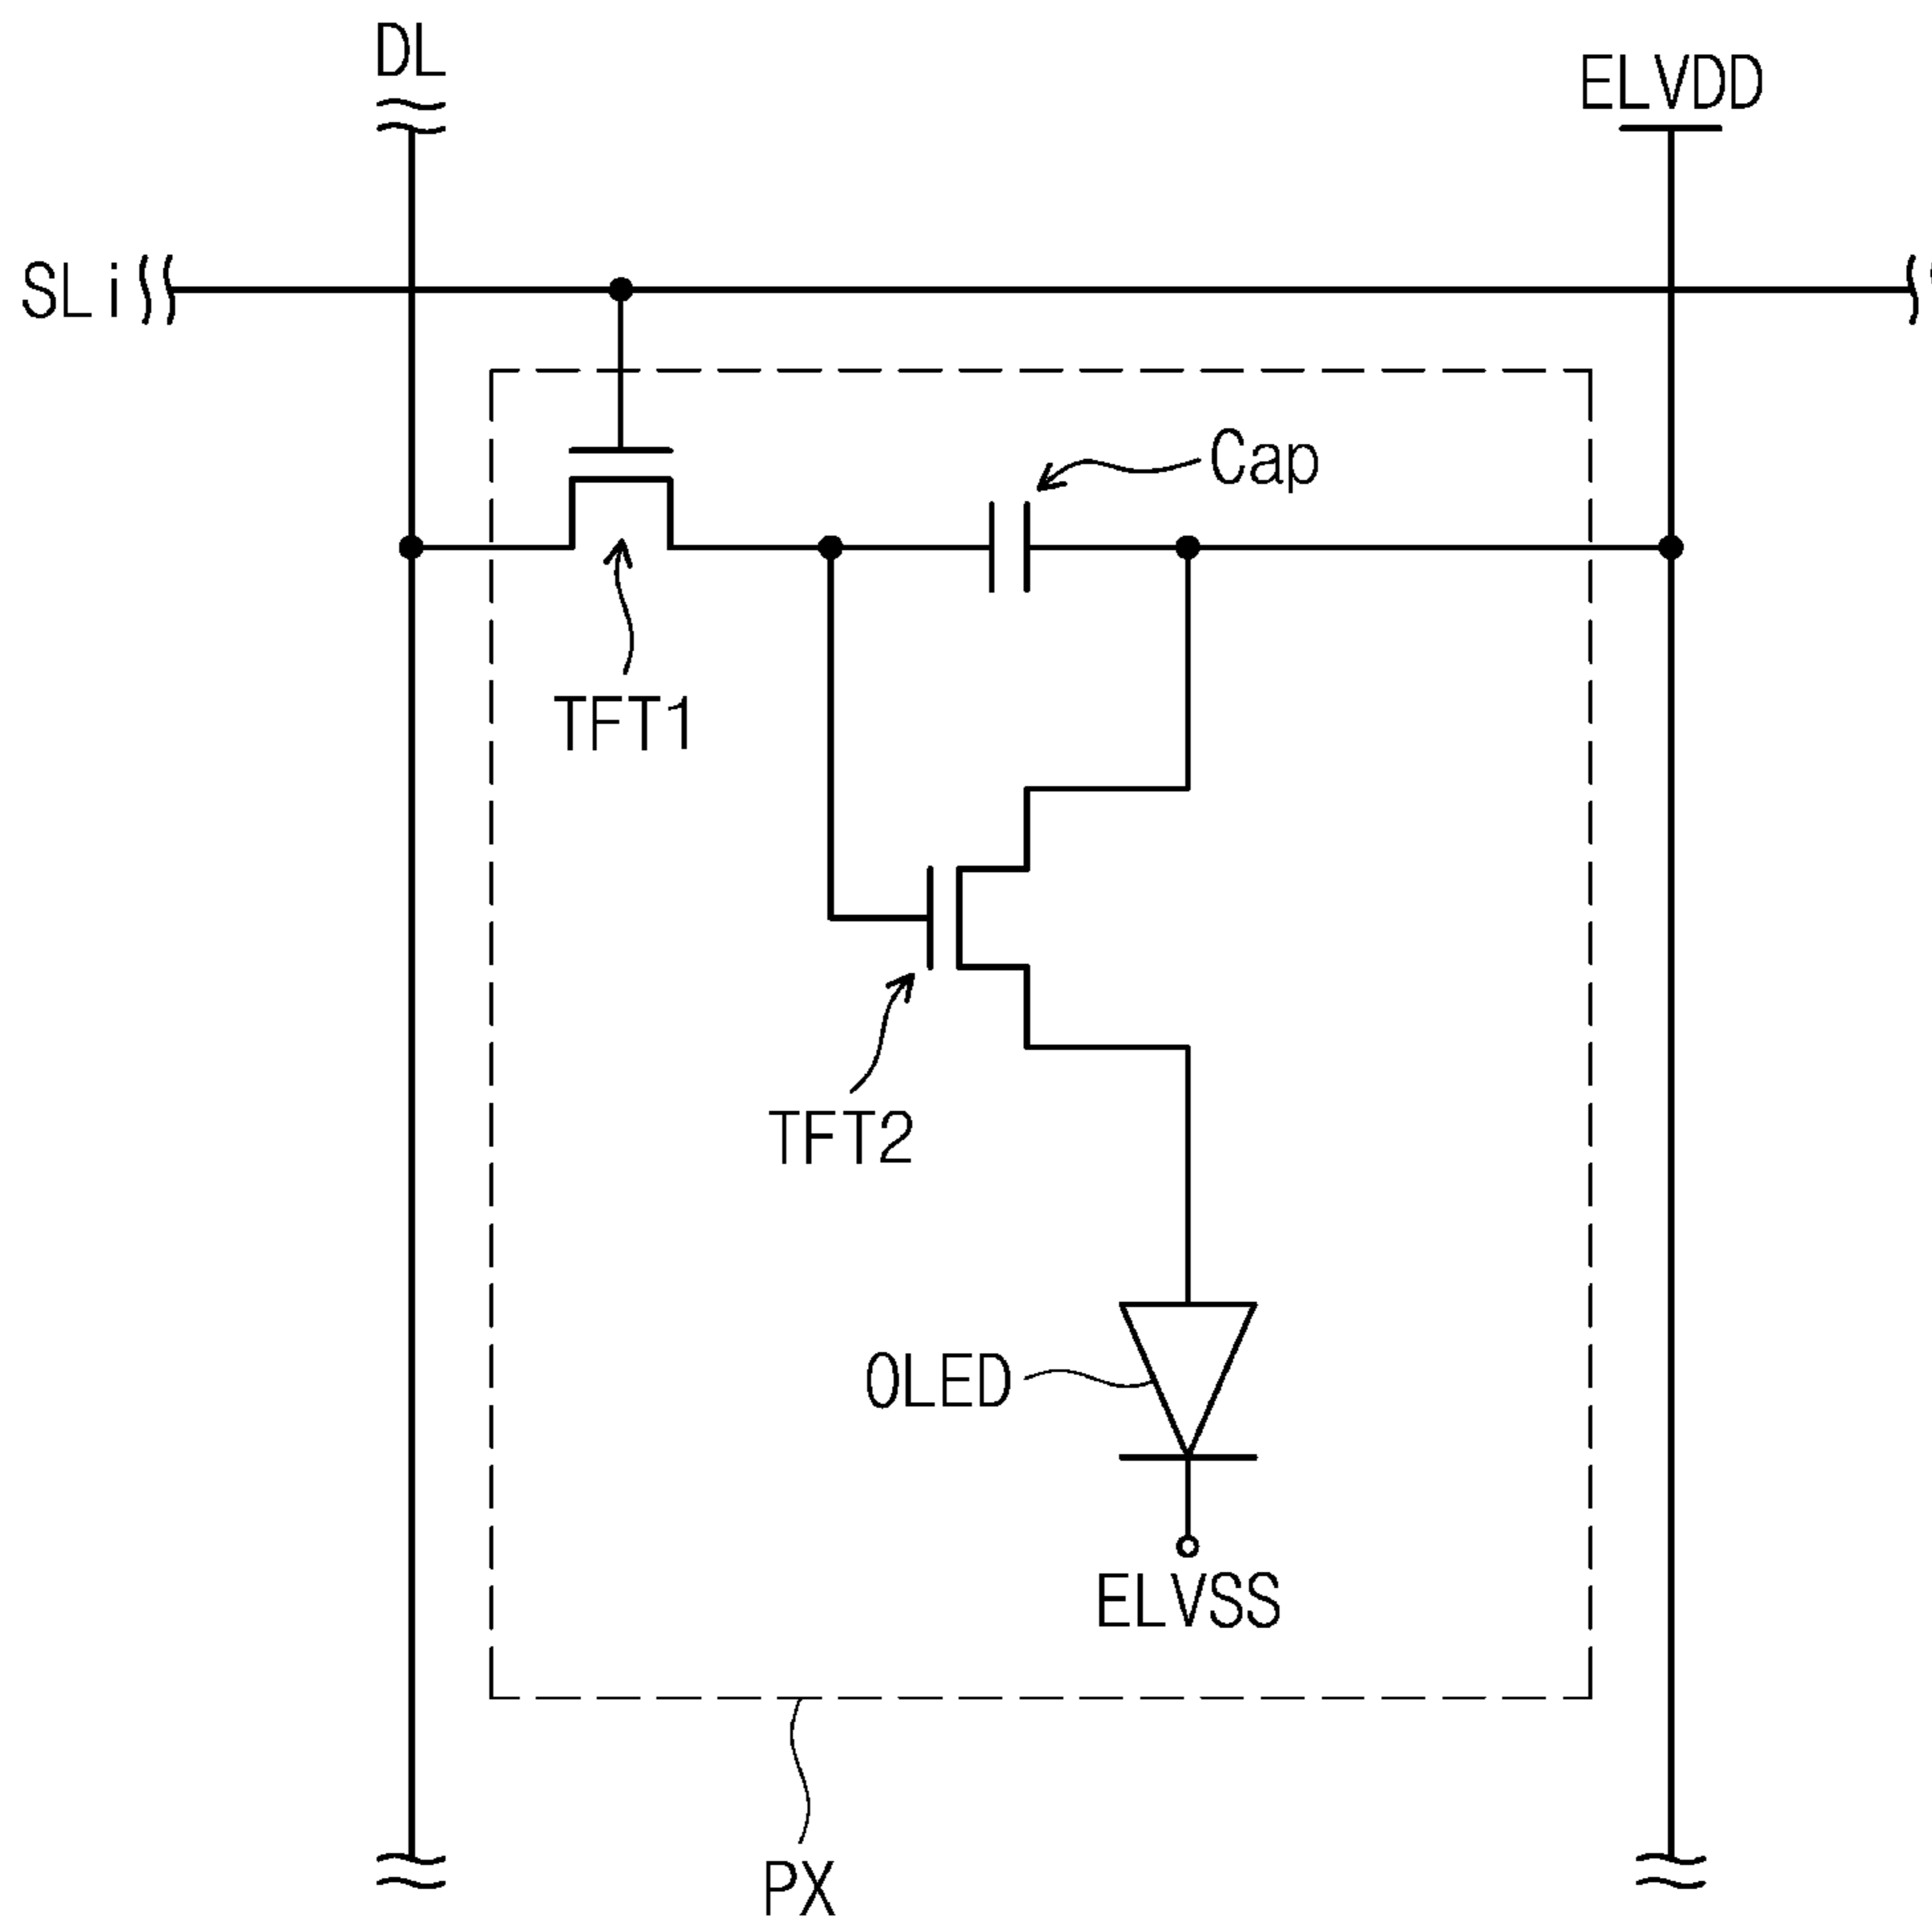 DL
ELVDD
SLi
Cap
TFT1
TFT2
OLED
ELVSS
PX